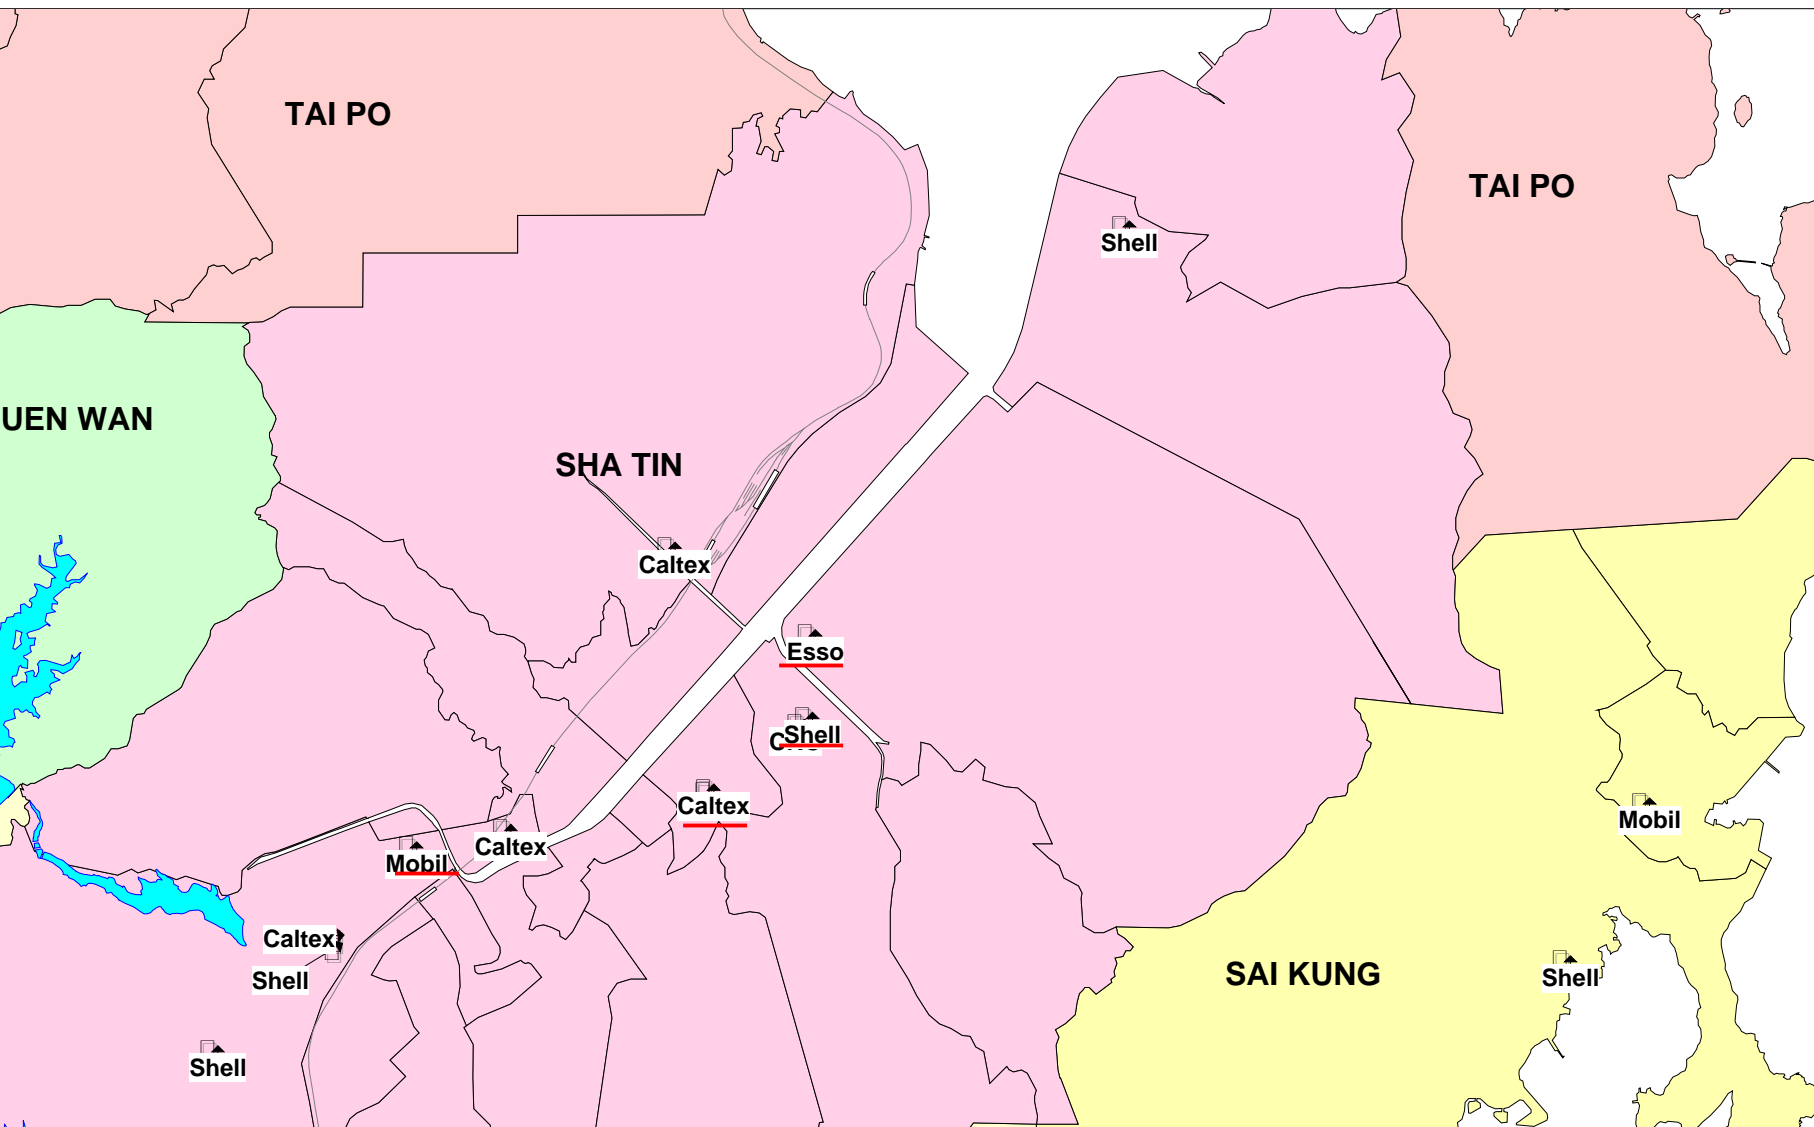 TAI PO
TAI PO
Shell
UEN WAN
SHA TIN
Caltex
Esso
Shell
Caltex
Mobil
Caltex
Mobil
Caltex
Shell
SAI KUNG
Shell
Shell